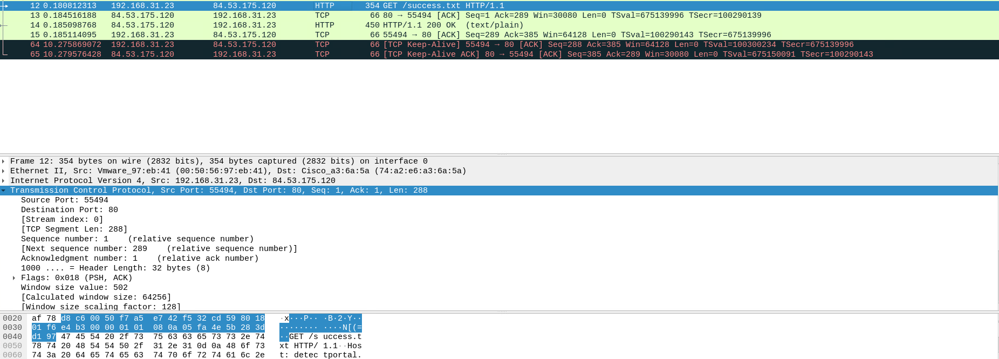 12 0.180812313 192.168.31.23 84.53.175.120 HTTP 354 GET /success.txt HTTP/1.1
13 0.184516188 84.53.175.120 192.168.31.23 TCP 66 80 → 55494 [ACK] Seq=1 Ack=289 Win=30080 Len=0 TSval=675139996 TSecr=100290139
14 0.185098768 84.53.175.120 192.168.31.23 HTTP 450 HTTP/1.1 200 OK  (text/plain)
15 0.185114095 192.168.31.23 84.53.175.120 TCP 66 55494 → 80 [ACK] Seq=289 Ack=385 Win=64128 Len=0 TSval=100290143 TSecr=675139996
64 10.275869072 192.168.31.23 84.53.175.120 TCP 66 [TCP Keep-Alive] 55494 → 80 [ACK] Seq=288 Ack=385 Win=64128 Len=0 TSval=100300234 TSecr=675139996
65 10.279576428 84.53.175.120 192.168.31.23 TCP 66 [TCP Keep-Alive ACK] 80 → 55494 [ACK] Seq=385 Ack=289 Win=30080 Len=0 TSval=675150091 TSecr=100290143
Frame 12: 354 bytes on wire (2832 bits), 354 bytes captured (2832 bits) on interface 0
Ethernet II, Src: Vmware_97:eb:41 (00:50:56:97:eb:41), Dst: Cisco_a3:6a:5a (74:a2:e6:a3:6a:5a)
Internet Protocol Version 4, Src: 192.168.31.23, Dst: 84.53.175.120
Transmission Control Protocol, Src Port: 55494, Dst Port: 80, Seq: 1, Ack: 1, Len: 288
Source Port: 55494
Destination Port: 80
[Stream index: 0]
[TCP Segment Len: 288]
Sequence number: 1    (relative sequence number)
[Next sequence number: 289    (relative sequence number)]
Acknowledgment number: 1    (relative ack number)
1000 .... = Header Length: 32 bytes (8)
Flags: 0x018 (PSH, ACK)
Window size value: 502
[Calculated window size: 64256]
[Window size scaling factor: 128]
0020 af 78 d8 c6 00 50 f7 a5  e7 42 f5 32 cd 59 80 18 ·x···P·· ·B·2·Y··
0030 01 f6 e4 b3 00 00 01 01  08 0a 05 fa 4e 5b 28 3d ········ ····N[(=
0040 d1 97 47 45 54 20 2f 73  75 63 63 65 73 73 2e 74 ··GET /s uccess.t
0050 78 74 20 48 54 54 50 2f  31 2e 31 0d 0a 48 6f 73 xt HTTP/ 1.1··Hos
0060 74 3a 20 64 65 74 65 63  74 70 6f 72 74 61 6c 2e t: detec tportal.